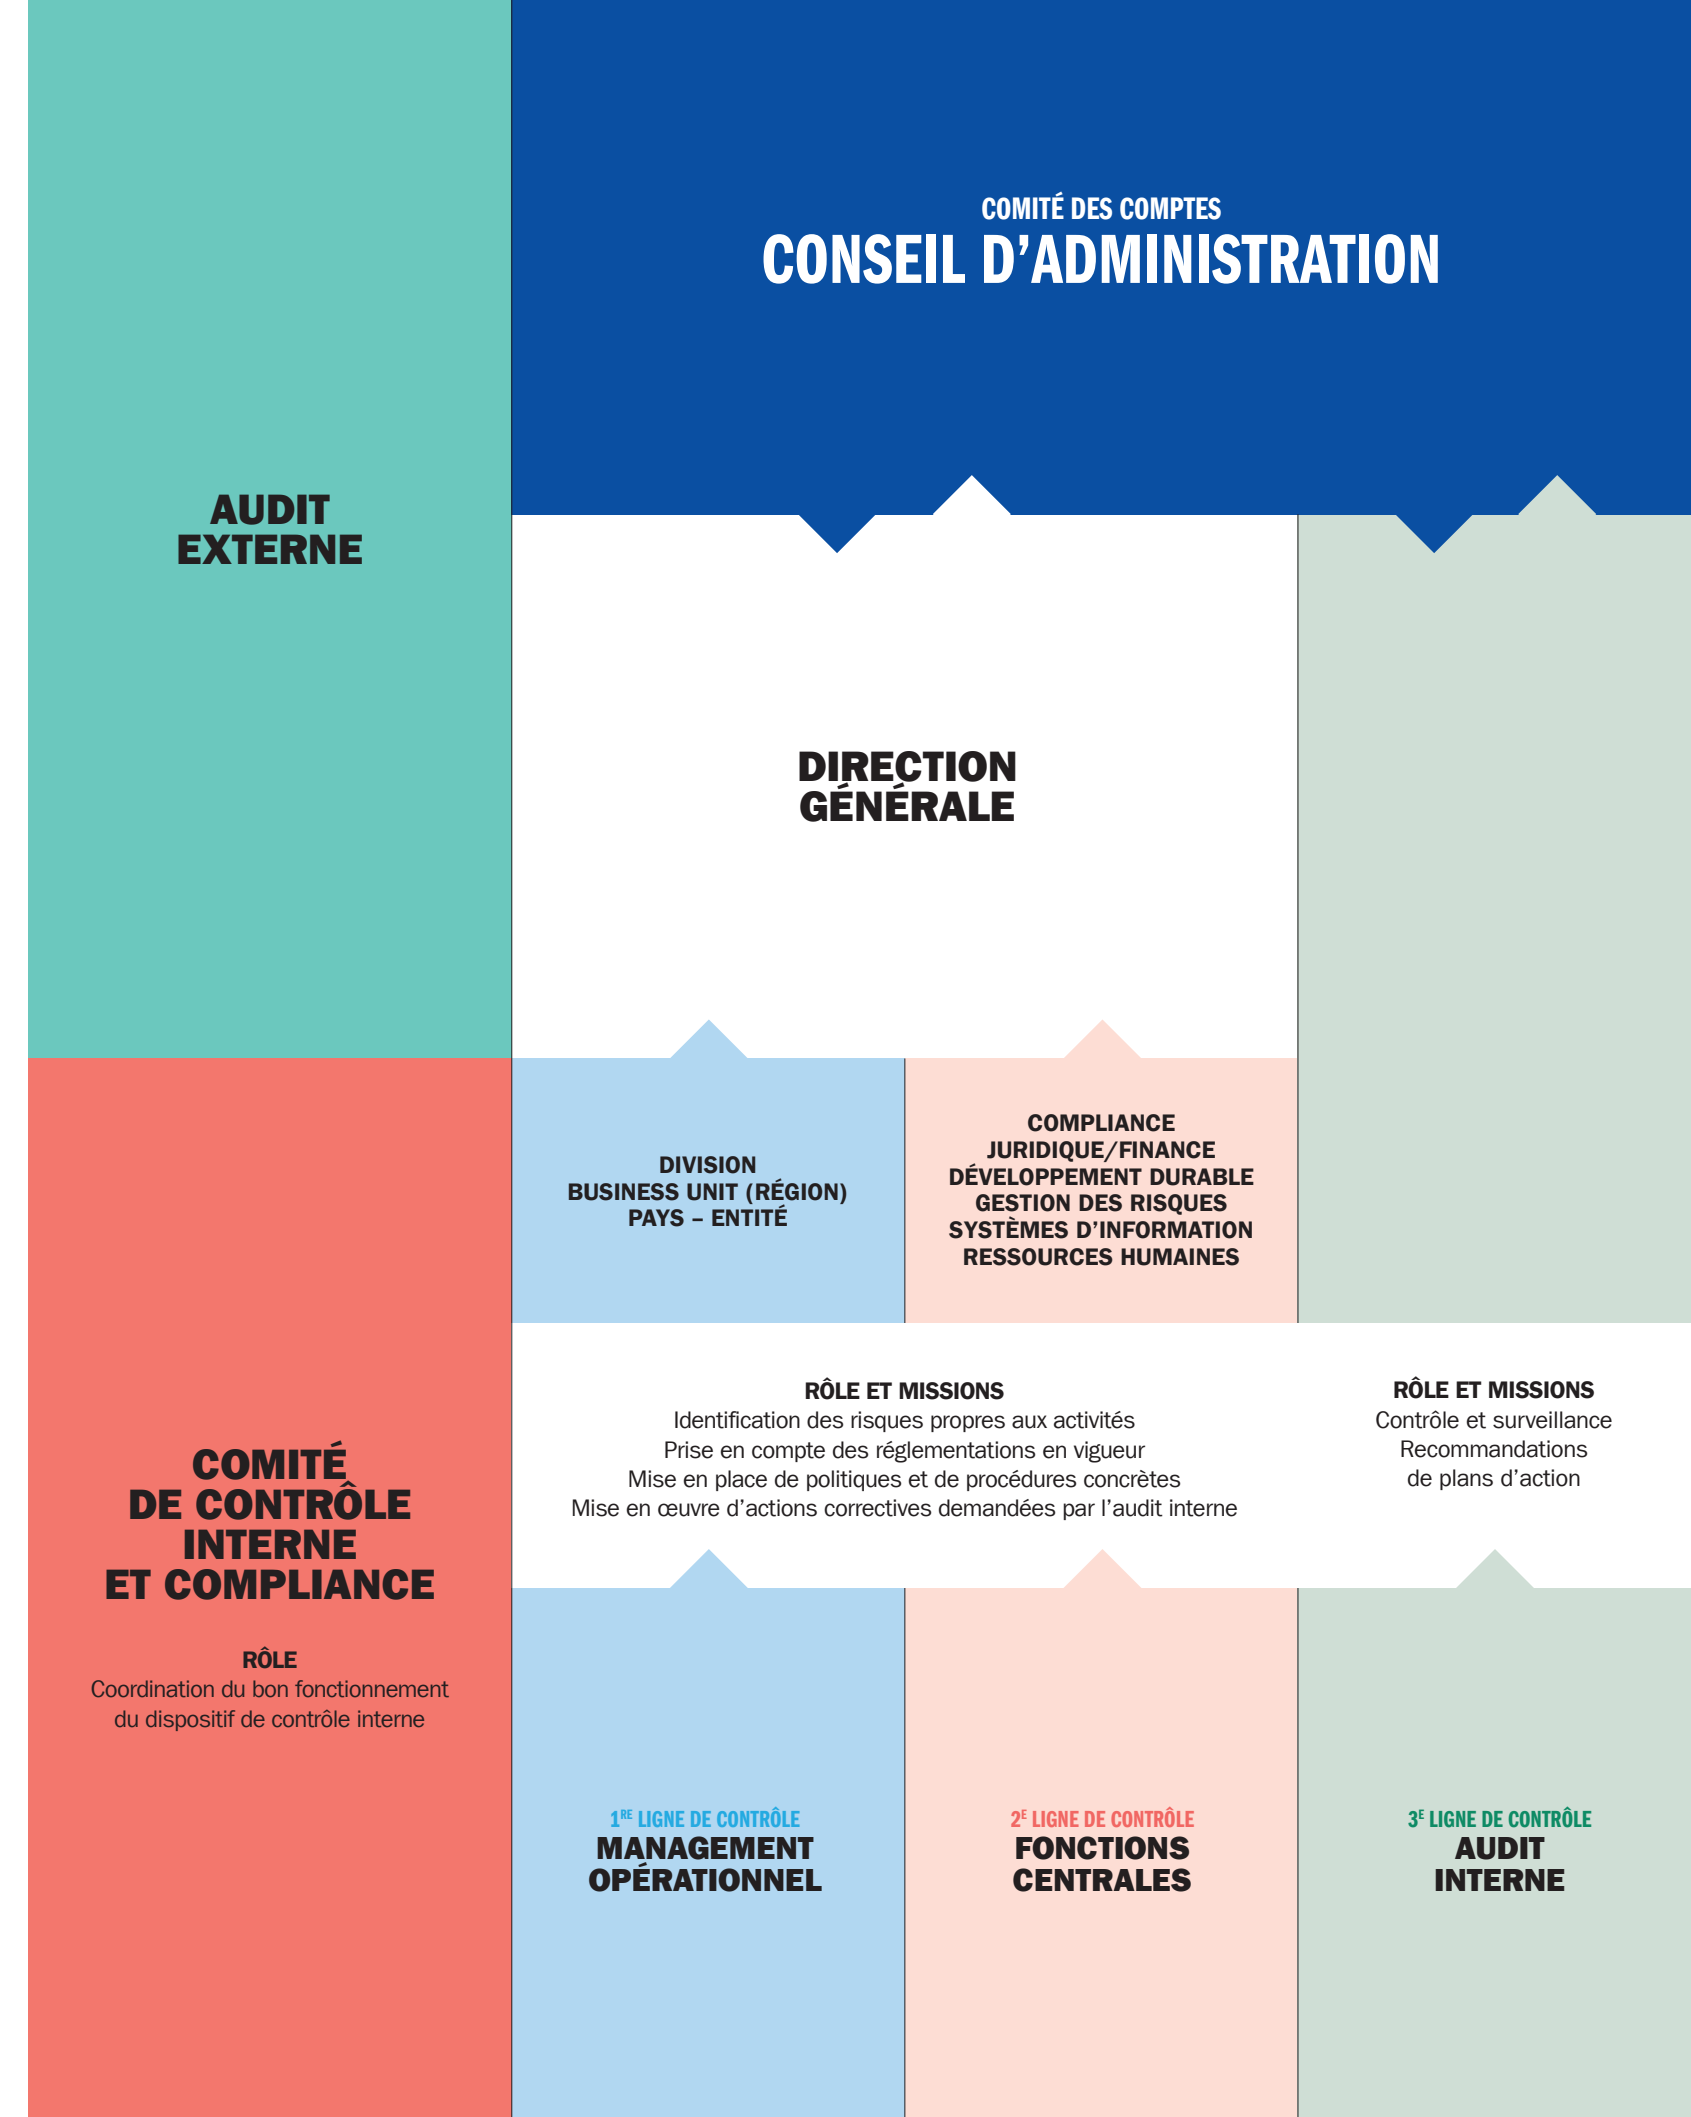 COMITÉ DES COMPTES
CONSEIL D’ADMINISTRATION
AUDIT
EXTERNE
DIRECTION
GÉNÉRALE
DIVISION
BUSINESS UNIT (RÉGION)
PAYS – ENTITÉ
COMPLIANCE
JURIDIQUE/FINANCE
DÉVELOPPEMENT DURABLE
GESTION DES RISQUES
SYSTÈMES D’INFORMATION
RESSOURCES HUMAINES
RÔLE ET MISSIONS
Identification des risques propres aux activités
Prise en compte des réglementations en vigueur
Mise en place de politiques et de procédures concrètes
Mise en œuvre d’actions correctives demandées par l’audit interne
RÔLE ET MISSIONS
Contrôle et surveillance
Recommandations
de plans d’action
COMITÉ
DE CONTRÔLE
INTERNE
ET COMPLIANCE
RÔLE
Coordination du bon fonctionnement
du dispositif de contrôle interne
1RE LIGNE DE CONTRÔLE
MANAGEMENT
OPÉRATIONNEL
2E LIGNE DE CONTRÔLE
FONCTIONS
CENTRALES
3E LIGNE DE CONTRÔLE
AUDIT
INTERNE